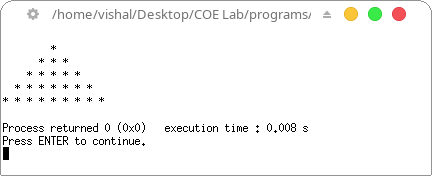 /home/vishal/Desktop/COE Lab/programs/
*
* * *
* * * * *
* * * * * * *
* * * * * * * * *
Process returned 0 (0x0)   execution time : 0.008 s
Press ENTER to continue.